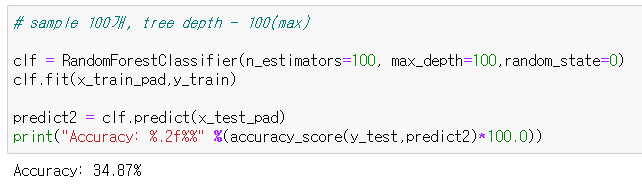 # sample 100개, tree depth - 100(max)
clf = RandomForestClassifier(n_estimators=100, max_depth=100,random_state=0)
clf.fit(x_train_pad,y_train)
predict2 = clf.predict(x_test_pad)
print("Accuracy: %.2f%%" %(accuracy_score(y_test,predict2)*100.0))
Accuracy: 34.87%